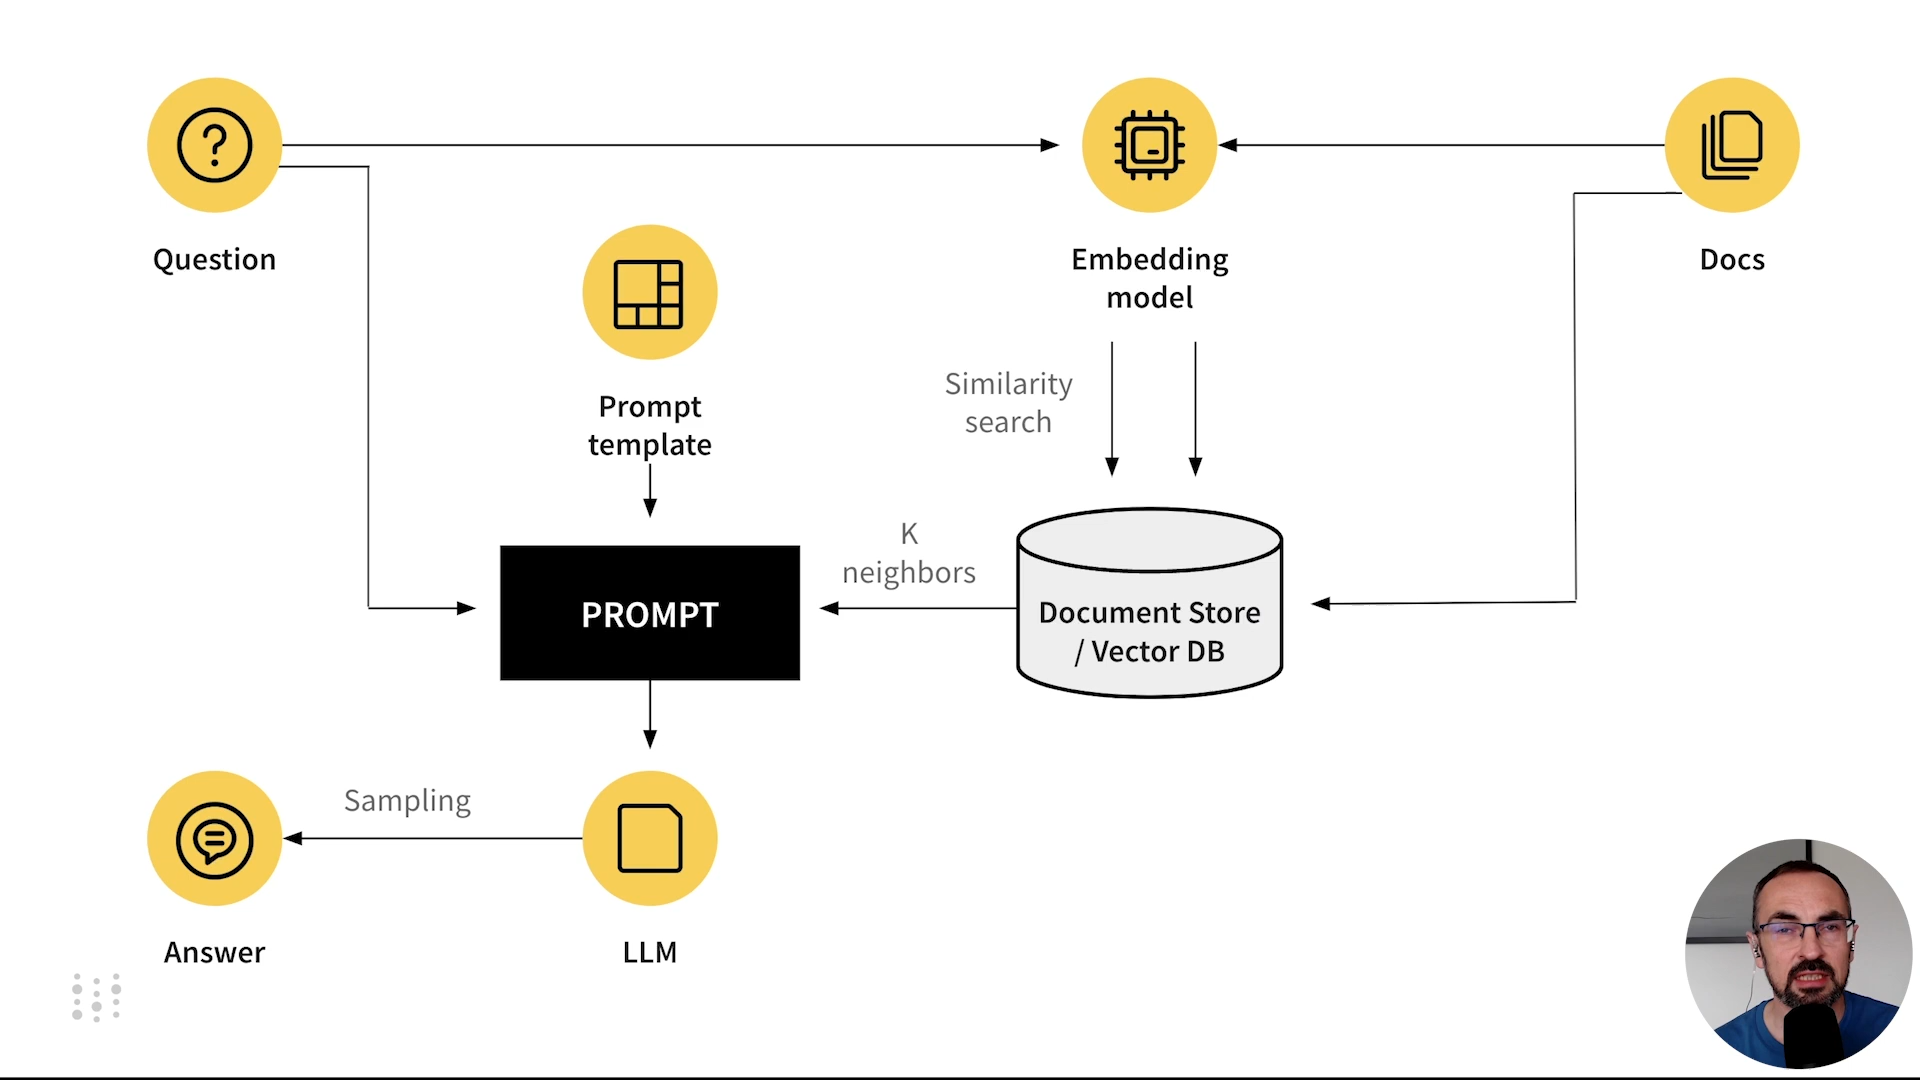 Question
Embedding
model
Docs
Prompt
template
Similarity
search
K
neighbors
PROMPT
Document Store
/ Vector DB
Sampling
Answer
LLM